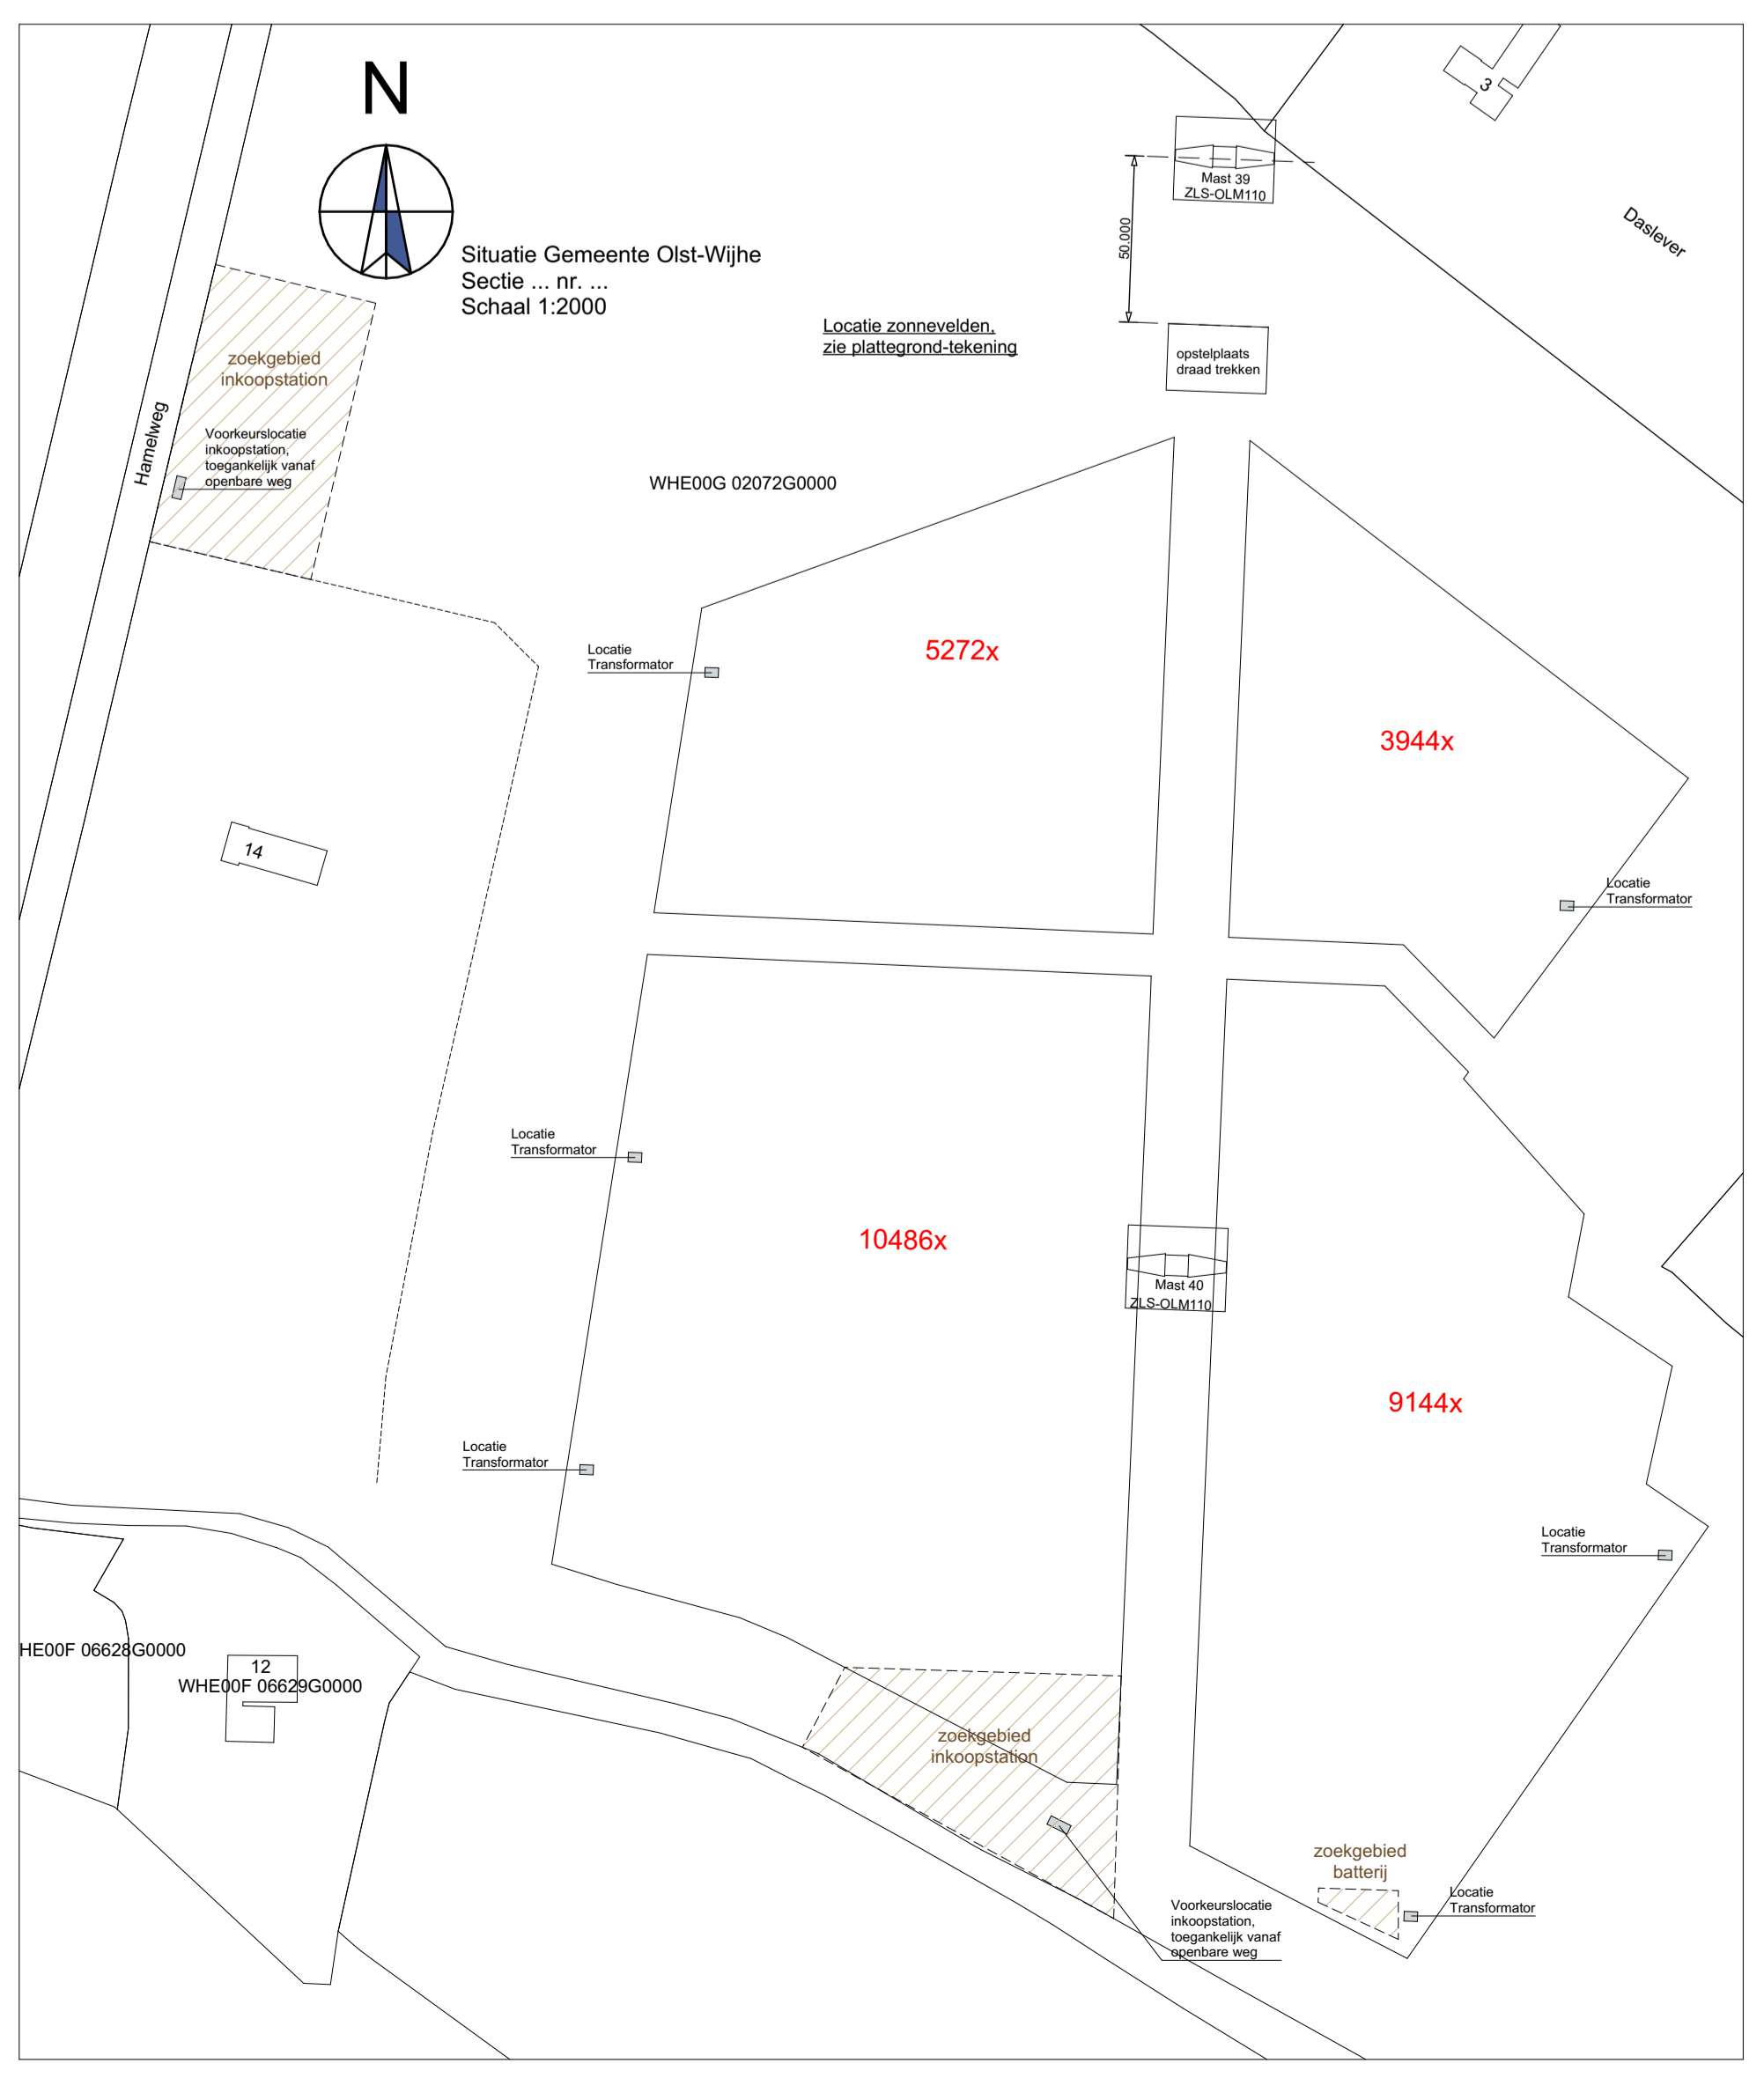 N
3
Mast 39
ZLS-OLM110
Daslever
50.000
Situatie Gemeente Olst-Wijhe
Sectie ... nr. ...
Schaal 1:2000
Locatie zonnevelden,
zie plattegrond-tekening
opstelplaats
draad trekken
zoekgebied
inkoopstation
Hamelweg
Voorkeurslocatie
inkoopstation,
toegankelijk vanaf
openbare weg
WHE00G 02072G0000
Locatie
Transformator
5272x
3944x
14
Locatie
Transformator
Locatie
Transformator
10486x
Mast 40
ZLS-OLM110
9144x
Locatie
Transformator
Locatie
Transformator
HE00F 06628G0000
12
WHE00F 06629G0000
zoekgebied
inkoopstation
zoekgebied
batterij
Locatie
Transformator
Voorkeurslocatie
inkoopstation,
toegankelijk vanaf
openbare weg